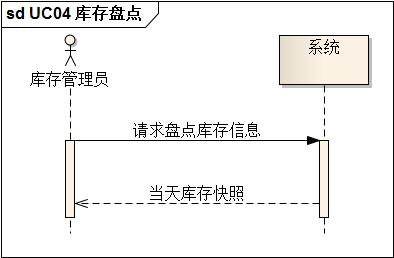 sd UC04 库存盘点
库存管理员
系统
请求盘点库存信息
当天库存快照